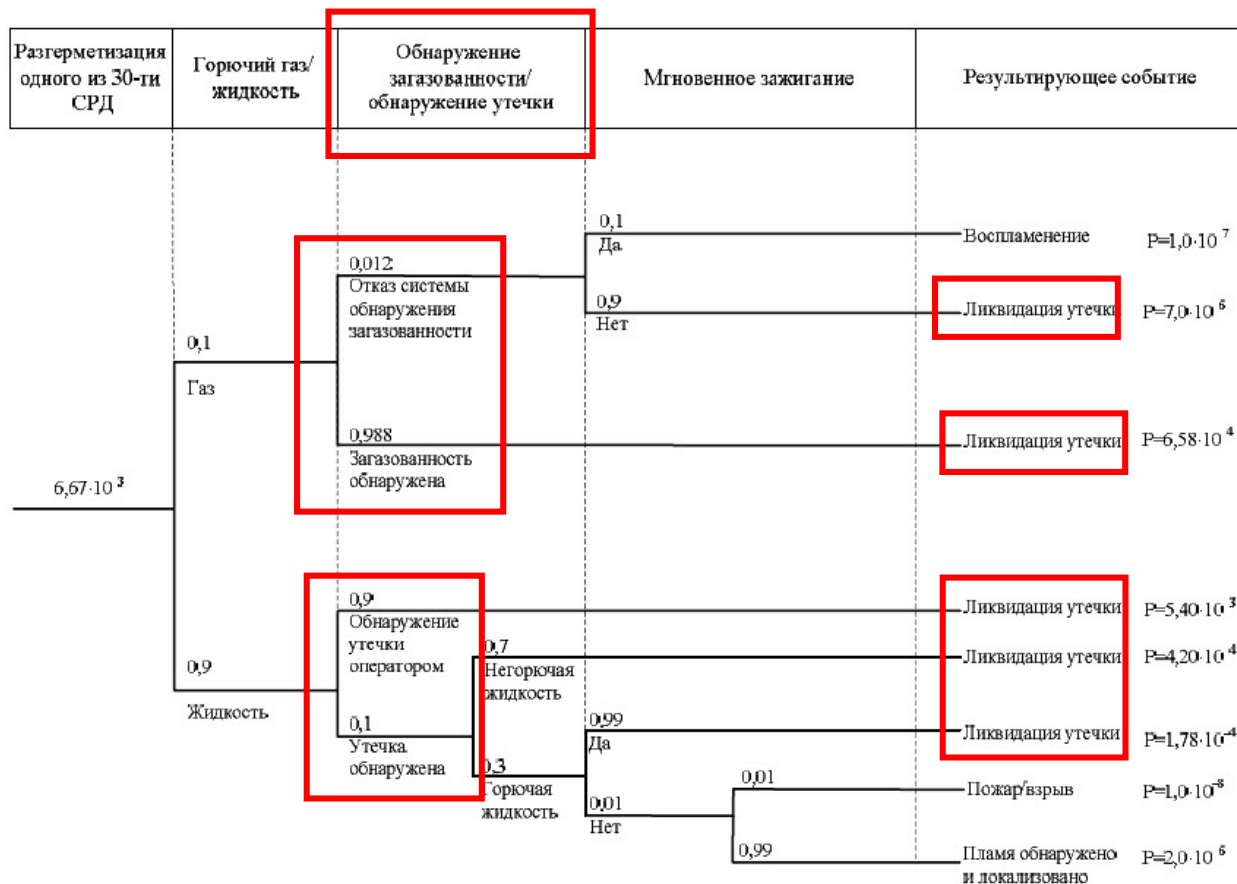 Разгерметизация
одного из 30-ти
СРД
Горючий газ/
жидкость
Обнаружение
загазованности/
обнаружение утечки
Мгновенное зажигание
Результирующее событие
0,1
Да
Воспламенение
P=1,0·10 7
0,012
Отказ системы
обнаружения
загазованности
0,9
Нет
Ликвидация утечки
P=7,0·10 6
0,1
Газ
0,988
Загазованность
обнаружена
Ликвидация утечки
P=6,58·10 4
6,67·10 3
0,9
Обнаружение
утечки
оператором
Ликвидация утечки
P=5,40·10 3
0,7
Негорючая
жидкость
Ликвидация утечки
P=4,20·10 4
0,9
Жидкость
0,1
Утечка
обнаружена
0,99
Да
Ликвидация утечки
P=1,78·10-4
0,3
Горючая
жидкость
0,01
Нет
0,01
Пожар/взрыв
P=1,0·10-8
0,99
Пламя обнаружено
и локализовано
P=2,0·10 6